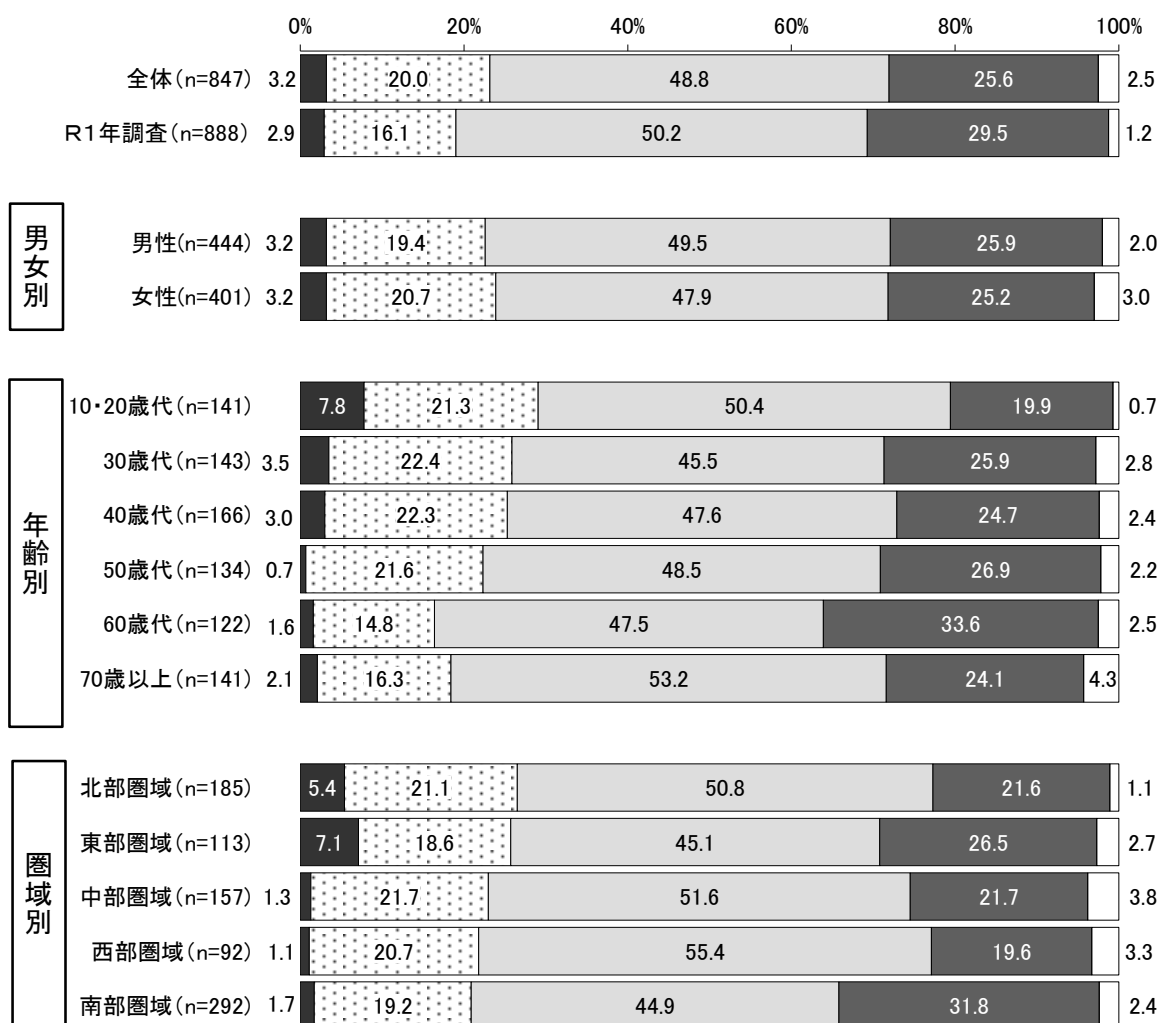 0% 20% 40% 60% 80% 100%
全体(n=847) 3.2 20.0 48.8 25.6 2.5
R1年調査(n=888) 2.9 16.1 50.2 29.5 1.2
男女別
男性(n=444) 3.2 19.4 49.5 25.9 2.0
女性(n=401) 3.2 20.7 47.9 25.2 3.0
年齢別
10・20歳代(n=141) 7.8 21.3 50.4 19.9 0.7
30歳代(n=143) 3.5 22.4 45.5 25.9 2.8
40歳代(n=166) 3.0 22.3 47.6 24.7 2.4
50歳代(n=134) 0.7 21.6 48.5 26.9 2.2
60歳代(n=122) 1.6 14.8 47.5 33.6 2.5
70歳以上(n=141) 2.1 16.3 53.2 24.1 4.3
圏域別
北部圏域(n=185) 5.4 21.1 50.8 21.6 1.1
東部圏域(n=113) 7.1 18.6 45.1 26.5 2.7
中部圏域(n=157) 1.3 21.7 51.6 21.7 3.8
西部圏域(n=92) 1.1 20.7 55.4 19.6 3.3
南部圏域(n=292) 1.7 19.2 44.9 31.8 2.4